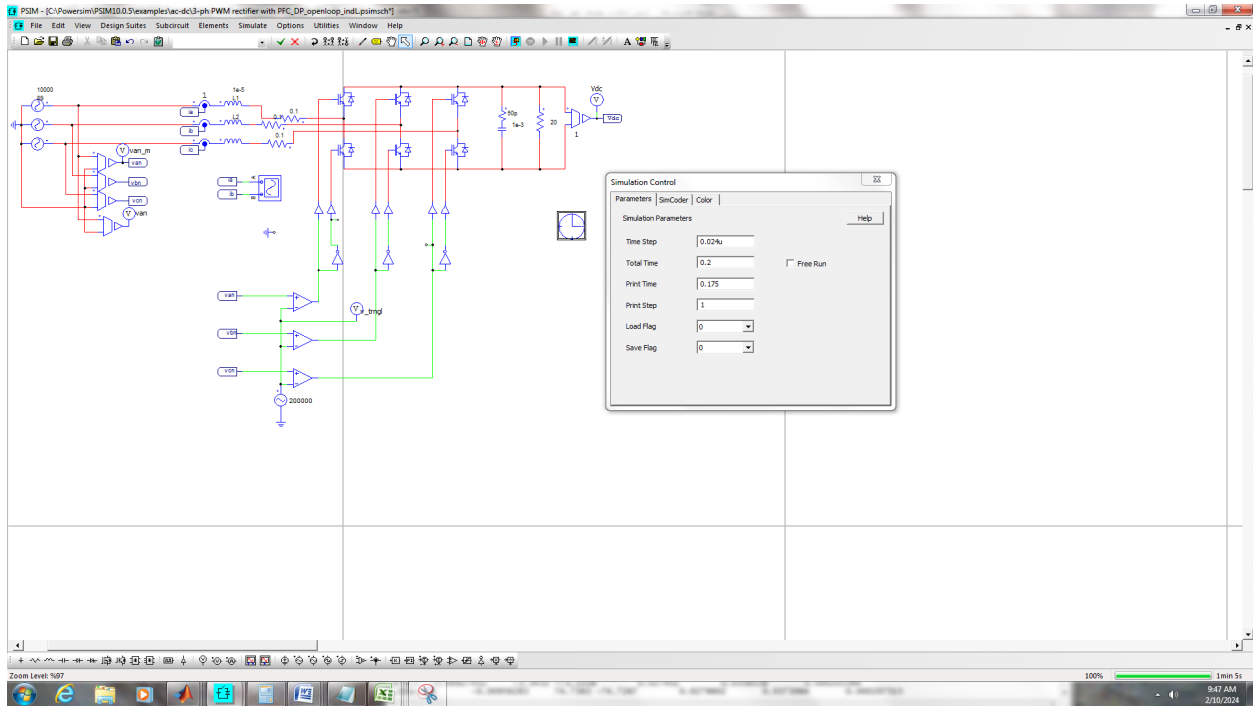 PSIM - [C:\Powersim\PSIM10.0.5\examples\ac-dc\3-ph PWM rectifier with PFC_DP_openloop_indL.psimsch*]
File Edit View Design Suites Subcircuit Elements Simulate Options Utilities Window Help
10000
89
1
1e-5
L1
L2
0.1
0.1
0.1
ia
ib
ic
Vdc
V
50p
1e-3
20
1
Vdc
V van_m
van
vbn
vcn
V van
ia
ib
A
B
van
vbn
vcn
V v_trngl
200000
Simulation Control
Parameters SimCoder Color
Simulation Parameters
Help
Time Step 0.024u
Total Time 0.2 Free Run
Print Time 0.175
Print Step 1
Load Flag 0
Save Flag 0
Zoom Level: %97
100% 1min 5s
9:47 AM
2/10/2024